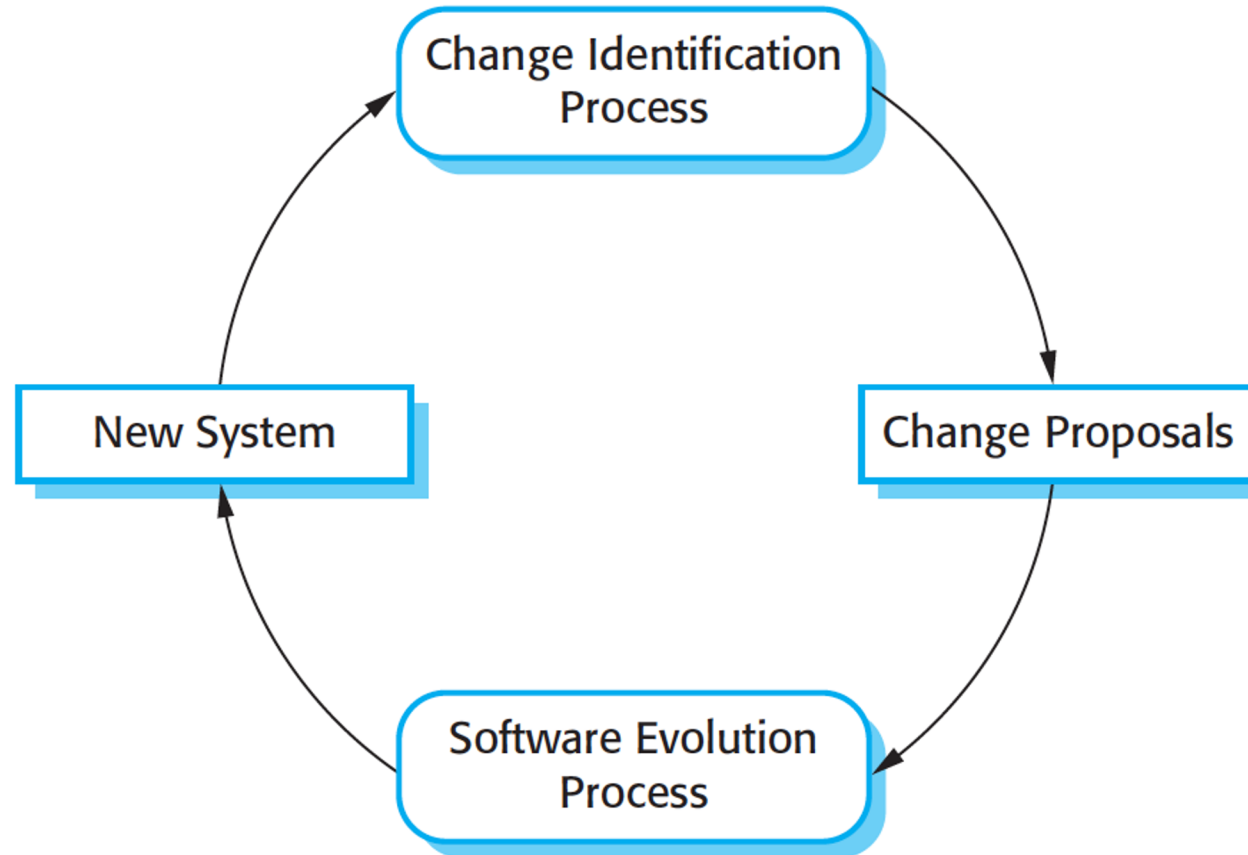 Change Identification
Process
New System
Change Proposals
Software Evolution
Process